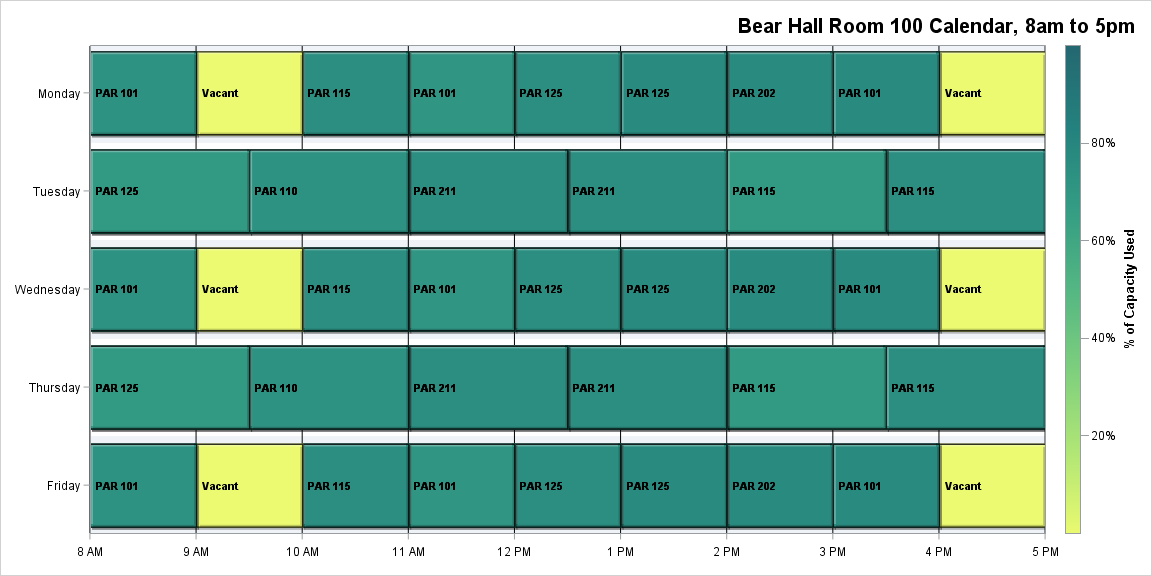 Bear Hall Room 100 Calendar, 8am to 5pm
Monday
PAR 101 Vacant PAR 115 PAR 101 PAR 125 PAR 125 PAR 202 PAR 101 Vacant
Tuesday
PAR 125 PAR 110 PAR 211 PAR 211 PAR 115 PAR 115
Wednesday
PAR 101 Vacant PAR 115 PAR 101 PAR 125 PAR 125 PAR 202 PAR 101 Vacant
Thursday
PAR 125 PAR 110 PAR 211 PAR 211 PAR 115 PAR 115
Friday
PAR 101 Vacant PAR 115 PAR 101 PAR 125 PAR 125 PAR 202 PAR 101 Vacant
8 AM 9 AM 10 AM 11 AM 12 PM 1 PM 2 PM 3 PM 4 PM 5 PM
80%
60%
40%
20%
% of Capacity Used